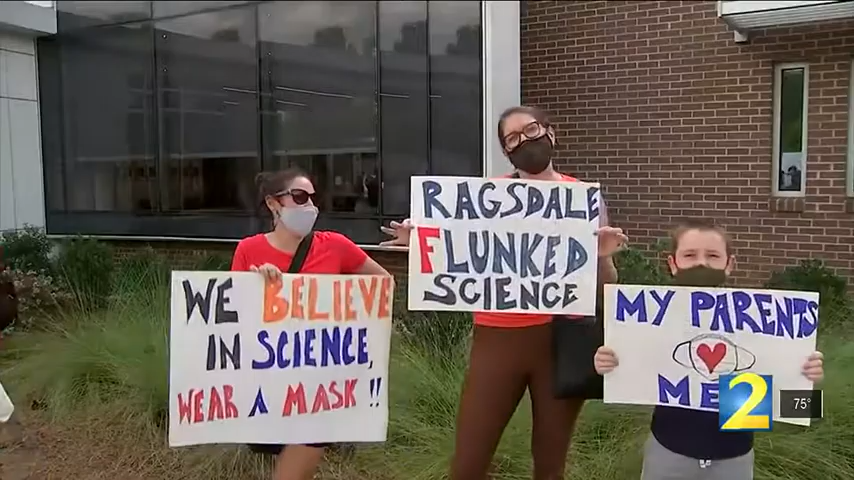 WE BELIEVE
IN SCIENCE,
WEAR A MASK!!
RAGSDALE
FLUNKED
SCIENCE
MY PARENTS
ME
2
75°